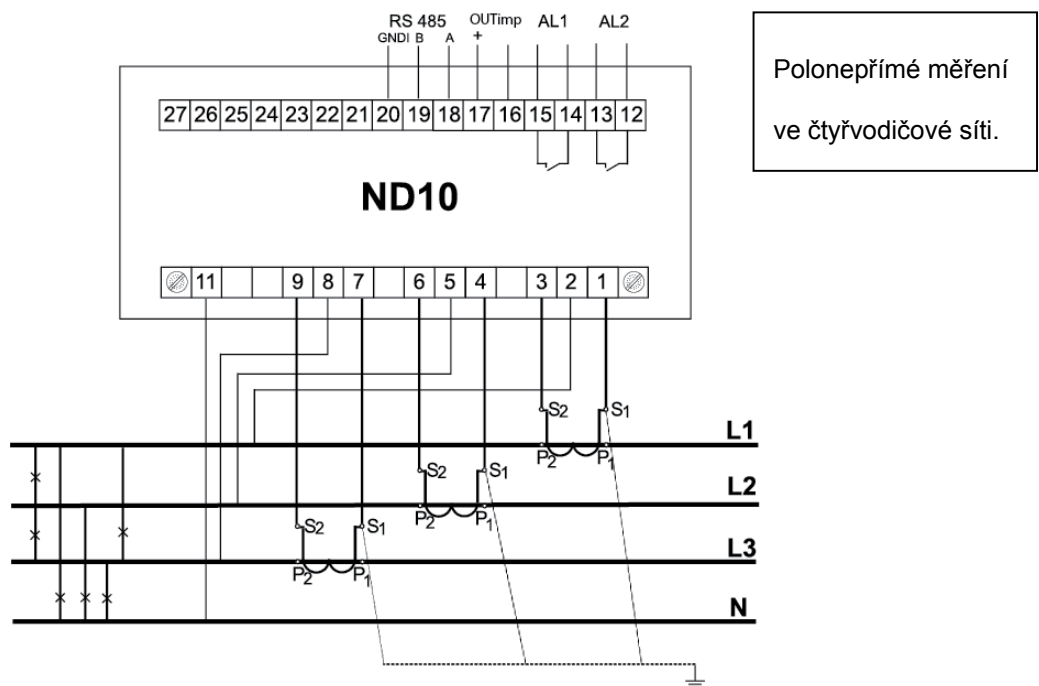 RS 485 OUTimp AL1 AL2
GNDI B A +
27 26 25 24 23 22 21 20 19 18 17 16 15 14 13 12
ND10
11 9 8 7 6 5 4 3 2 1
S2 S1
L1
P2 P1
S2 S1
L2
P2 P1
S2 S1
L3
P2 P1
N
Polonepřímé měření
ve čtyřvodičové síti.